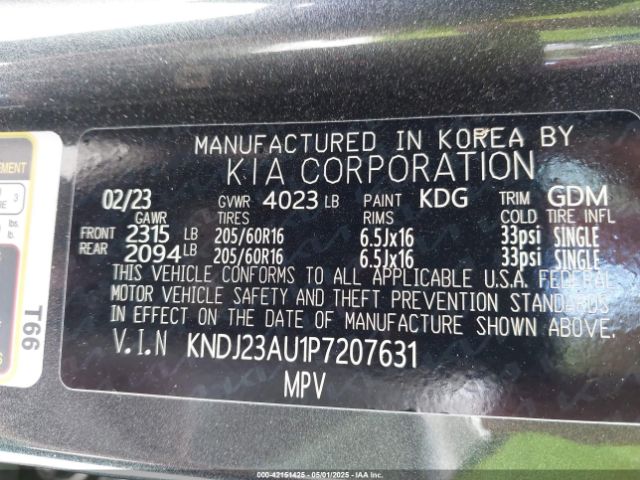 MANUFACTURED IN KOREA BY
KIA CORPORATION
02/23 GVWR 4023 LB PAINT KDG TRIM GDM
GAWR TIRES RIMS COLD TIRE INFL
FRONT 2315 LB 205/60R16 6.5Jx16 33psi SINGLE
REAR 2094 LB 205/60R16 6.5Jx16 33psi SINGLE
THIS VEHICLE CONFORMS TO ALL APPLICABLE U.S.A. FEDERAL
MOTOR VEHICLE SAFETY AND THEFT PREVENTION STANDARDS
IN EFFECT ON THE DATE OF MANUFACTURE SHOWN ABOVE.
V.I.N KNDJ23AU1P7207631
MPV
3
lbs.
T66
000-42151425 - 05/01/2025 - IAAI, Inc.